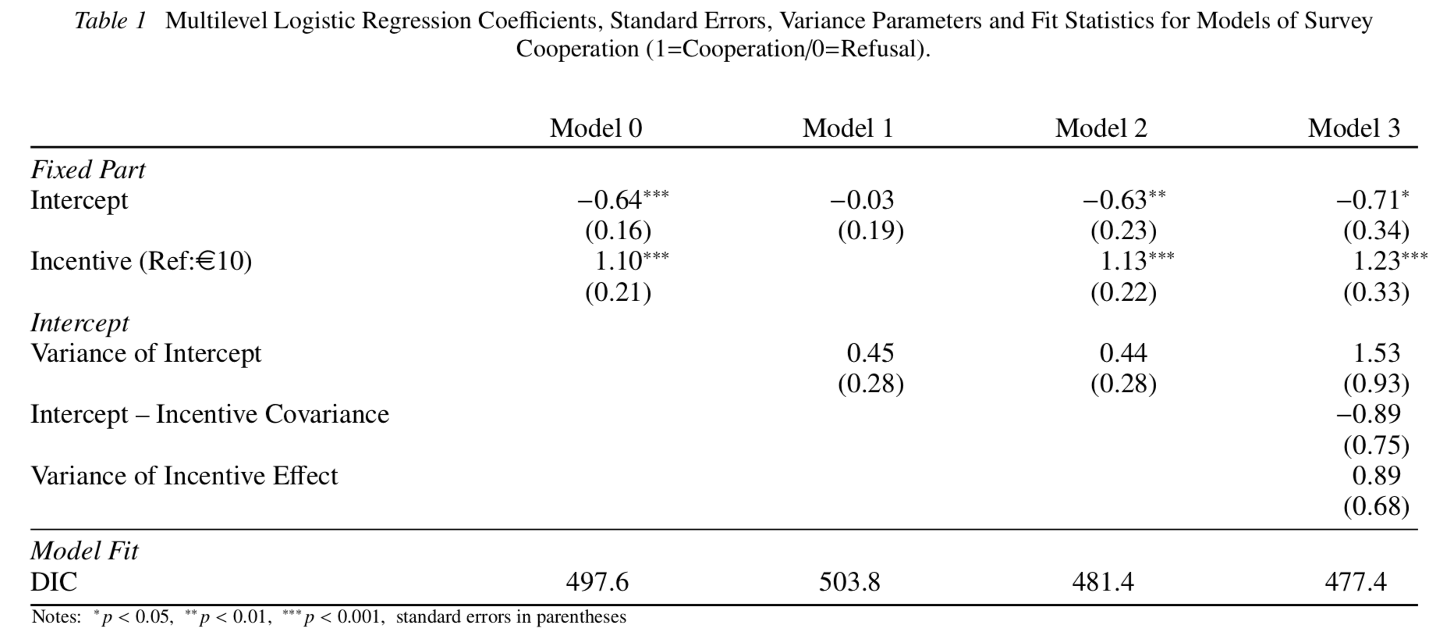 Table 1 Multilevel Logistic Regression Coefficients, Standard Errors, Variance Parameters and Fit Statistics for Models of Survey
Cooperation (1=Cooperation/0=Refusal).
Model 0 Model 1 Model 2 Model 3
Fixed Part
Intercept −0.64*** −0.03 −0.63** −0.71*
(0.16) (0.19) (0.23) (0.34)
Incentive (Ref:€10) 1.10*** 1.13*** 1.23***
(0.21) (0.22) (0.33)
Intercept
Variance of Intercept 0.45 0.44 1.53
(0.28) (0.28) (0.93)
Intercept – Incentive Covariance −0.89
(0.75)
Variance of Incentive Effect 0.89
(0.68)
Model Fit
DIC 497.6 503.8 481.4 477.4
Notes: *p < 0.05, **p < 0.01, ***p < 0.001, standard errors in parentheses